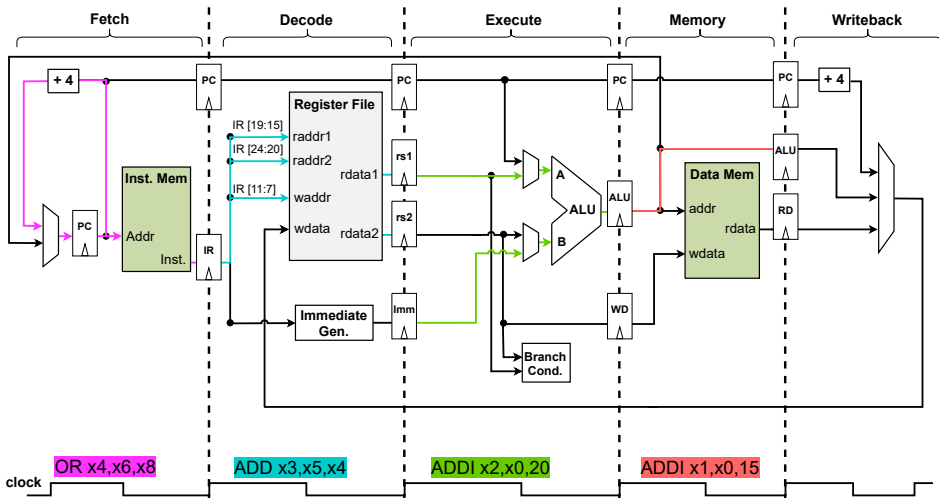 Fetch
Decode
Execute
Memory
Writeback
+ 4
PC
PC
PC
PC
+ 4
Register File
IR [19:15]
raddr1
IR [24:20]
raddr2
rdata1
IR [11:7]
waddr
wdata
rdata2
rs1
rs2
A
ALU
B
ALU
ALU
Inst. Mem
PC
Addr
Inst.
IR
Data Mem
addr
rdata
wdata
RD
Immediate
Gen.
Imm
WD
Branch
Cond.
OR x4,x6,x8
ADD x3,x5,x4
ADDI x2,x0,20
ADDI x1,x0,15
clock